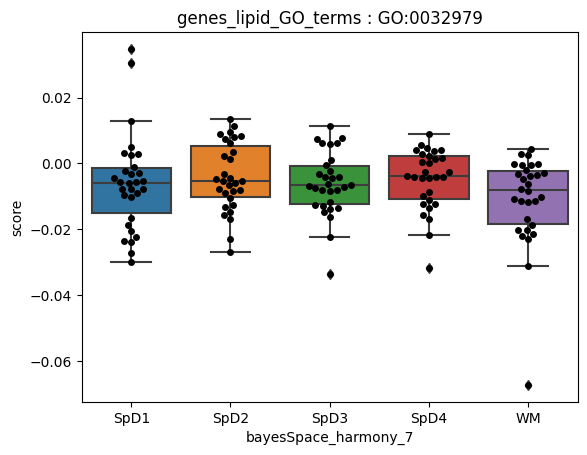 genes_lipid_GO_terms : GO:0032979
score
0.02
0.00
−0.02
−0.04
−0.06
SpD1 SpD2 SpD3 SpD4 WM
bayesSpace_harmony_7